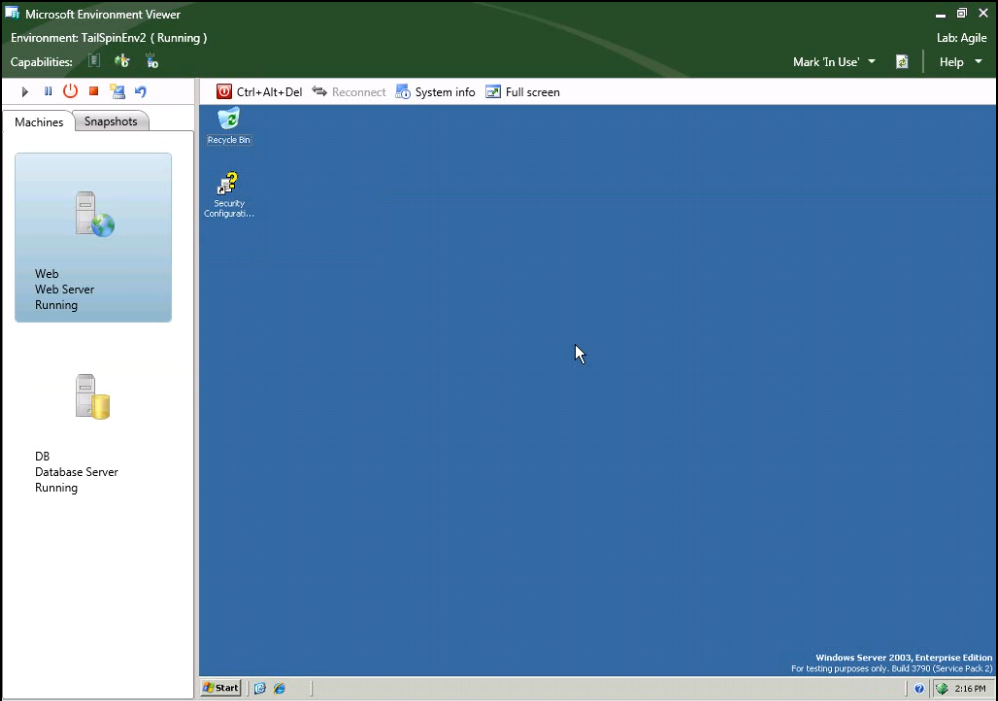 Microsoft Environment Viewer
Environment: TailSpinEnv2 ( Running )
Lab: Agile
Capabilities:
Mark 'In Use'
Help
Ctrl+Alt+Del
Reconnect
System info
Full screen
Machines
Snapshots
Web
Web Server
Running
DB
Database Server
Running
Recycle Bin
Security
Configurati...
Windows Server 2003, Enterprise Edition
For testing purposes only. Build 3790 (Service Pack 2)
Start
2:16 PM